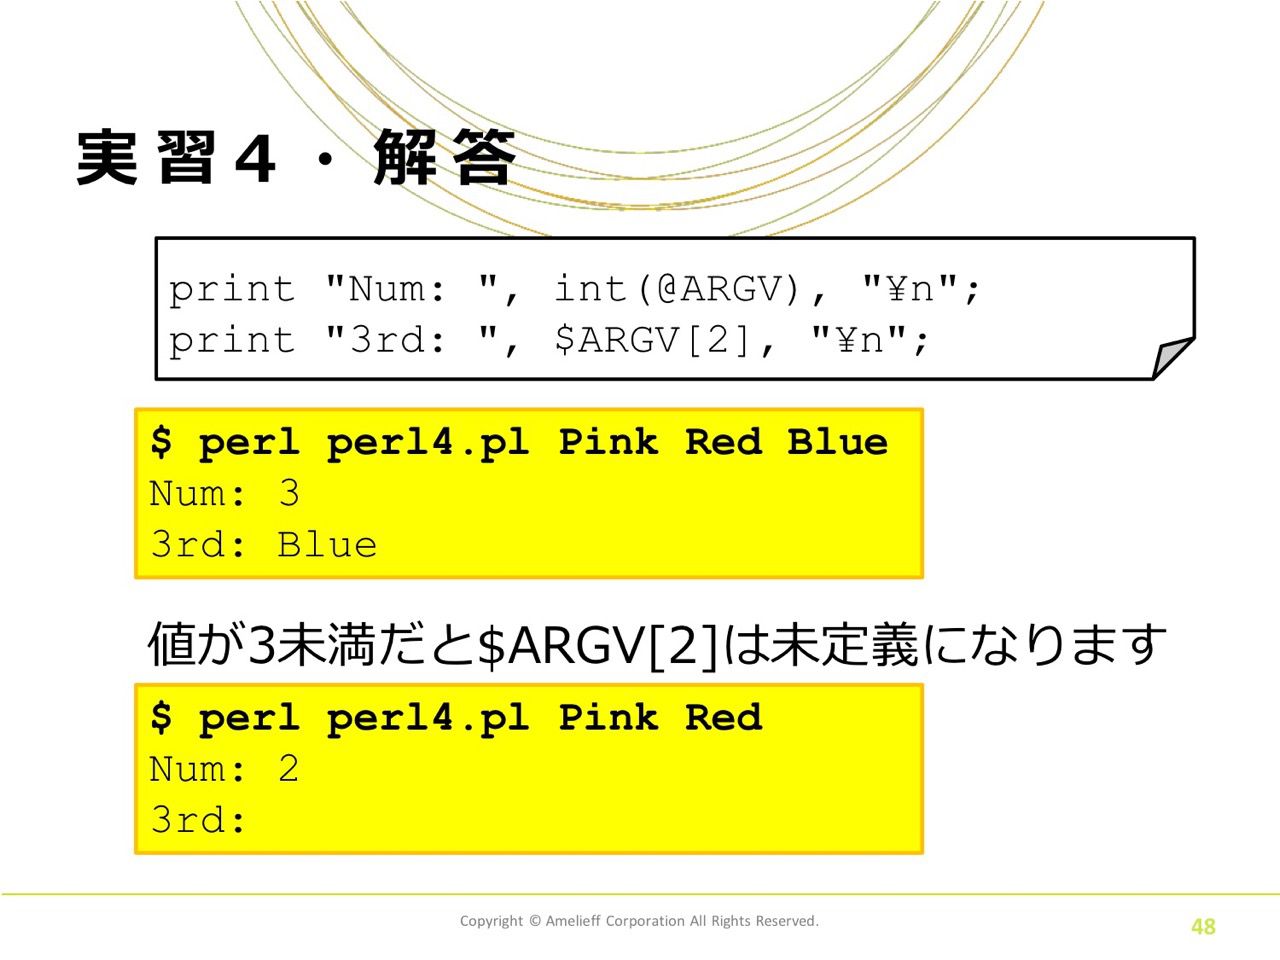 実習４・解答
print "Num: ", int(@ARGV), "¥n";
print "3rd: ", $ARGV[2], "¥n";
$ perl perl4.pl Pink Red Blue
Num: 3
3rd: Blue
値が3未満だと$ARGV[2]は未定義になります
$ perl perl4.pl Pink Red
Num: 2
3rd:
Copyright © Amelieff Corporation All Rights Reserved.
48